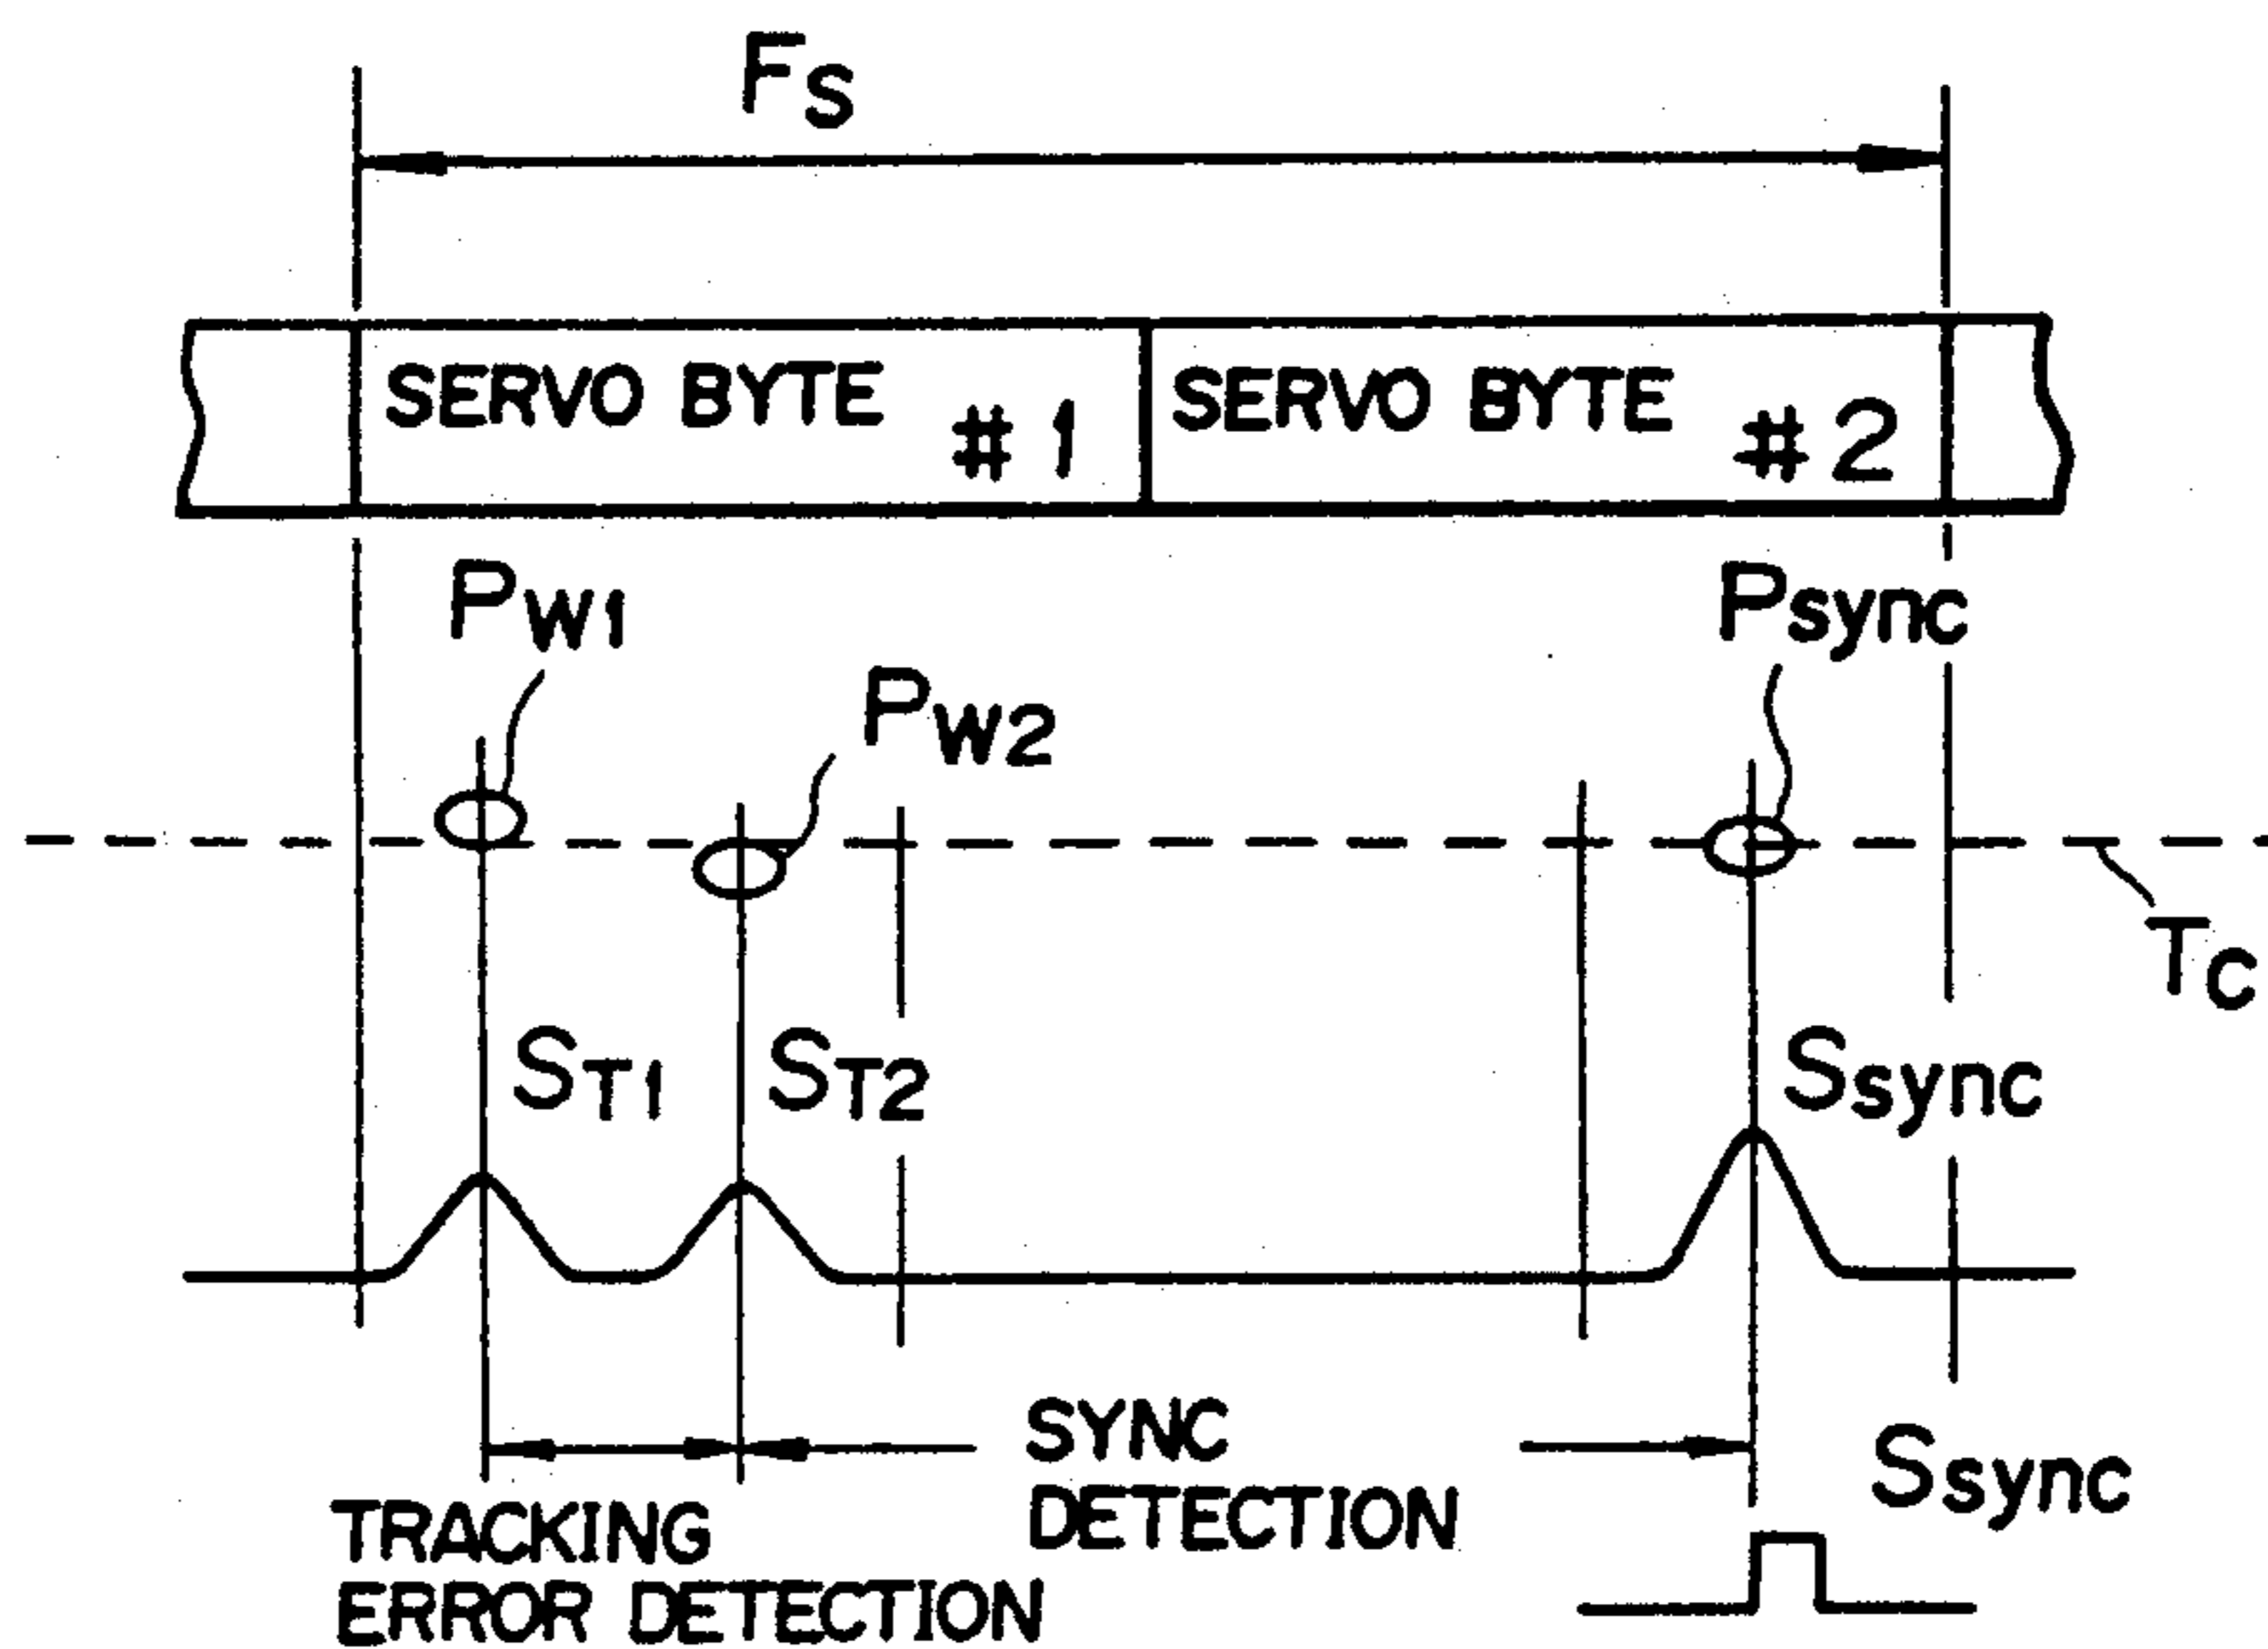 FS
SERVO BYTE #1
SERVO BYTE #2
PW1
Psync
PW2
TC
ST1
ST2
Ssync
SYNC
DETECTION
Ssync
TRACKING
ERROR DETECTION